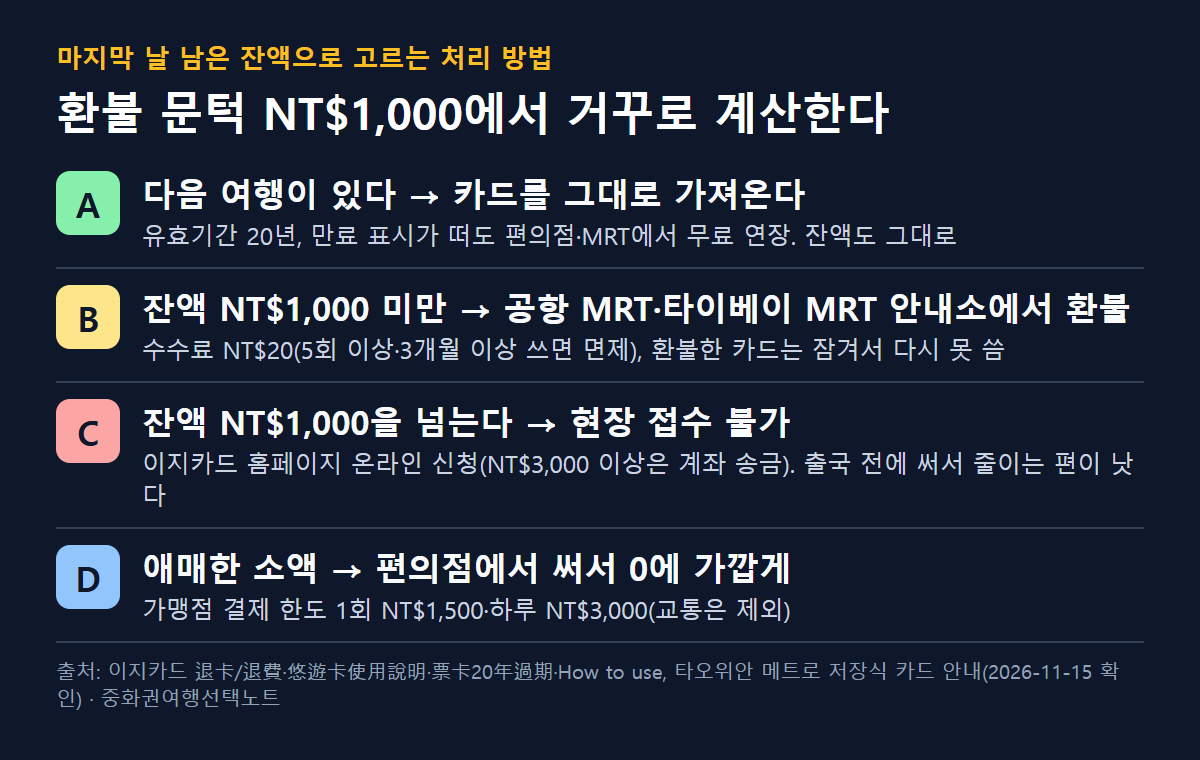 마지막 날 남은 잔액으로 고르는 처리 방법
환불 문턱 NT$1,000에서 거꾸로 계산한다
A
다음 여행이 있다 → 카드를 그대로 가져온다
유효기간 20년, 만료 표시가 떠도 편의점·MRT에서 무료 연장. 잔액도 그대로
B
잔액 NT$1,000 미만 → 공항 MRT·타이베이 MRT 안내소에서 환불
수수료 NT$20(5회 이상·3개월 이상 쓰면 면제), 환불한 카드는 잠겨서 다시 못 씀
C
잔액 NT$1,000을 넘는다 → 현장 접수 불가
이지카드 홈페이지 온라인 신청(NT$3,000 이상은 계좌 송금). 출국 전에 써서 줄이는 편이 낫
다
D
애매한 소액 → 편의점에서 써서 0에 가깝게
가맹점 결제 한도 1회 NT$1,500·하루 NT$3,000(교통은 제외)
출처: 이지카드 退卡/退費·悠遊卡使用說明·票卡20年過期·How to use, 타오위안 메트로 저장식 카드 안내(2026-11-15 확
인) · 중화권여행선택노트